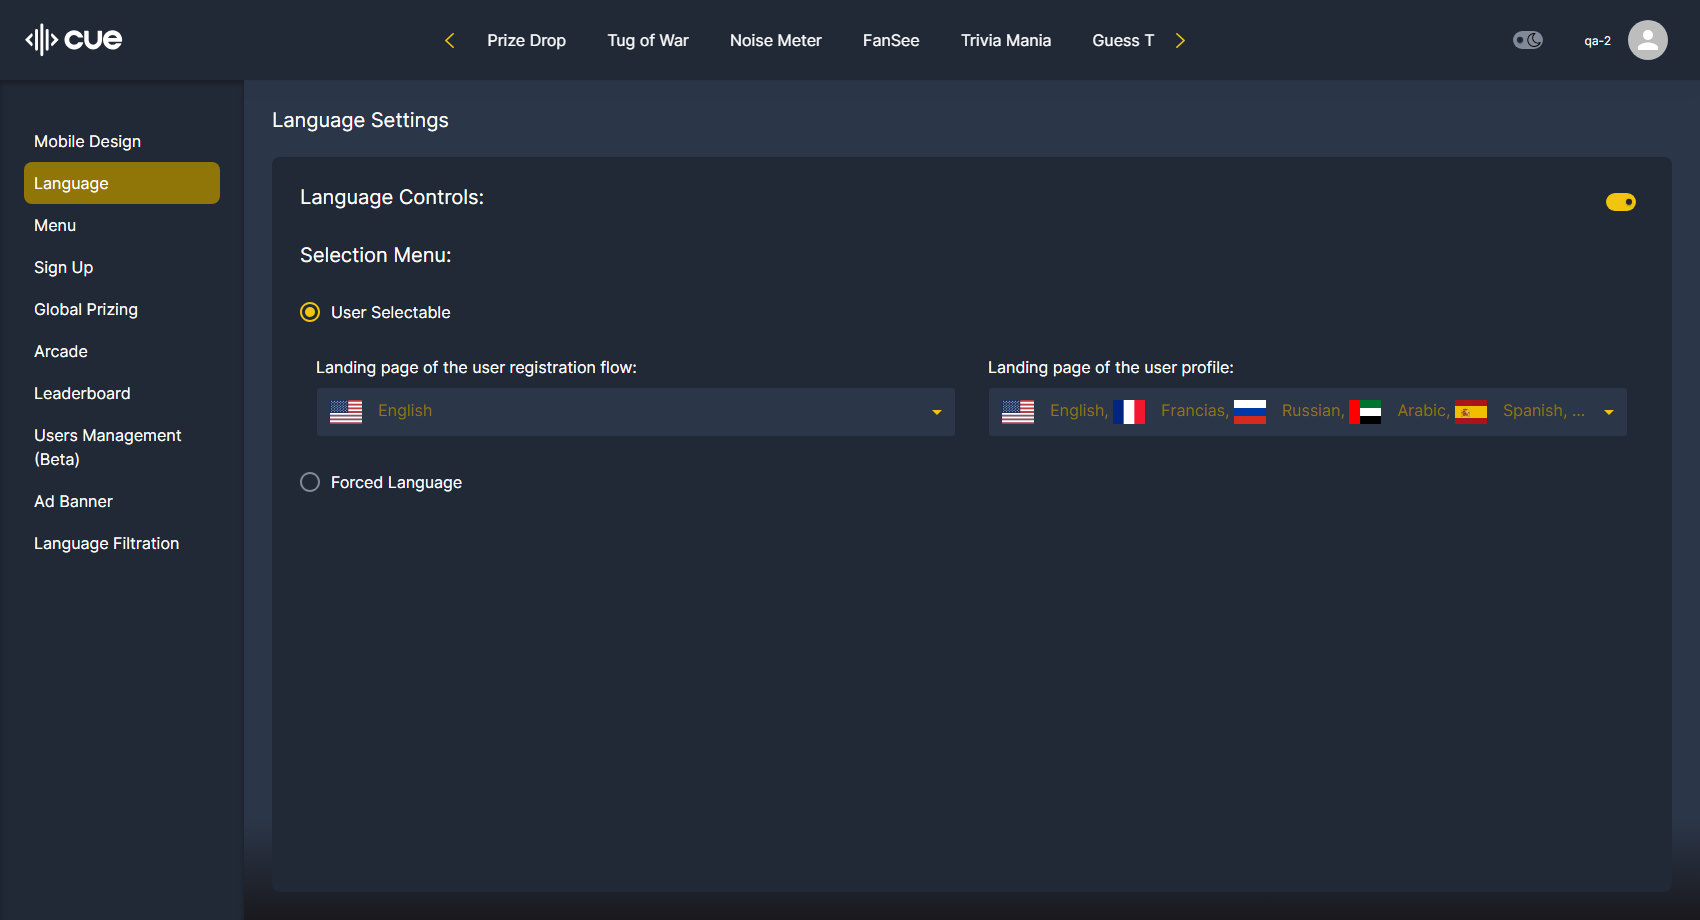 cue
Prize Drop Tug of War Noise Meter FanSee Trivia Mania Guess T
qa-2
Mobile Design
Language
Menu
Sign Up
Global Prizing
Arcade
Leaderboard
Users Management
(Beta)
Ad Banner
Language Filtration
Language Settings
Language Controls:
Selection Menu:
User Selectable
Landing page of the user registration flow:
English
Landing page of the user profile:
English, Francias, Russian, Arabic, Spanish, ...
Forced Language